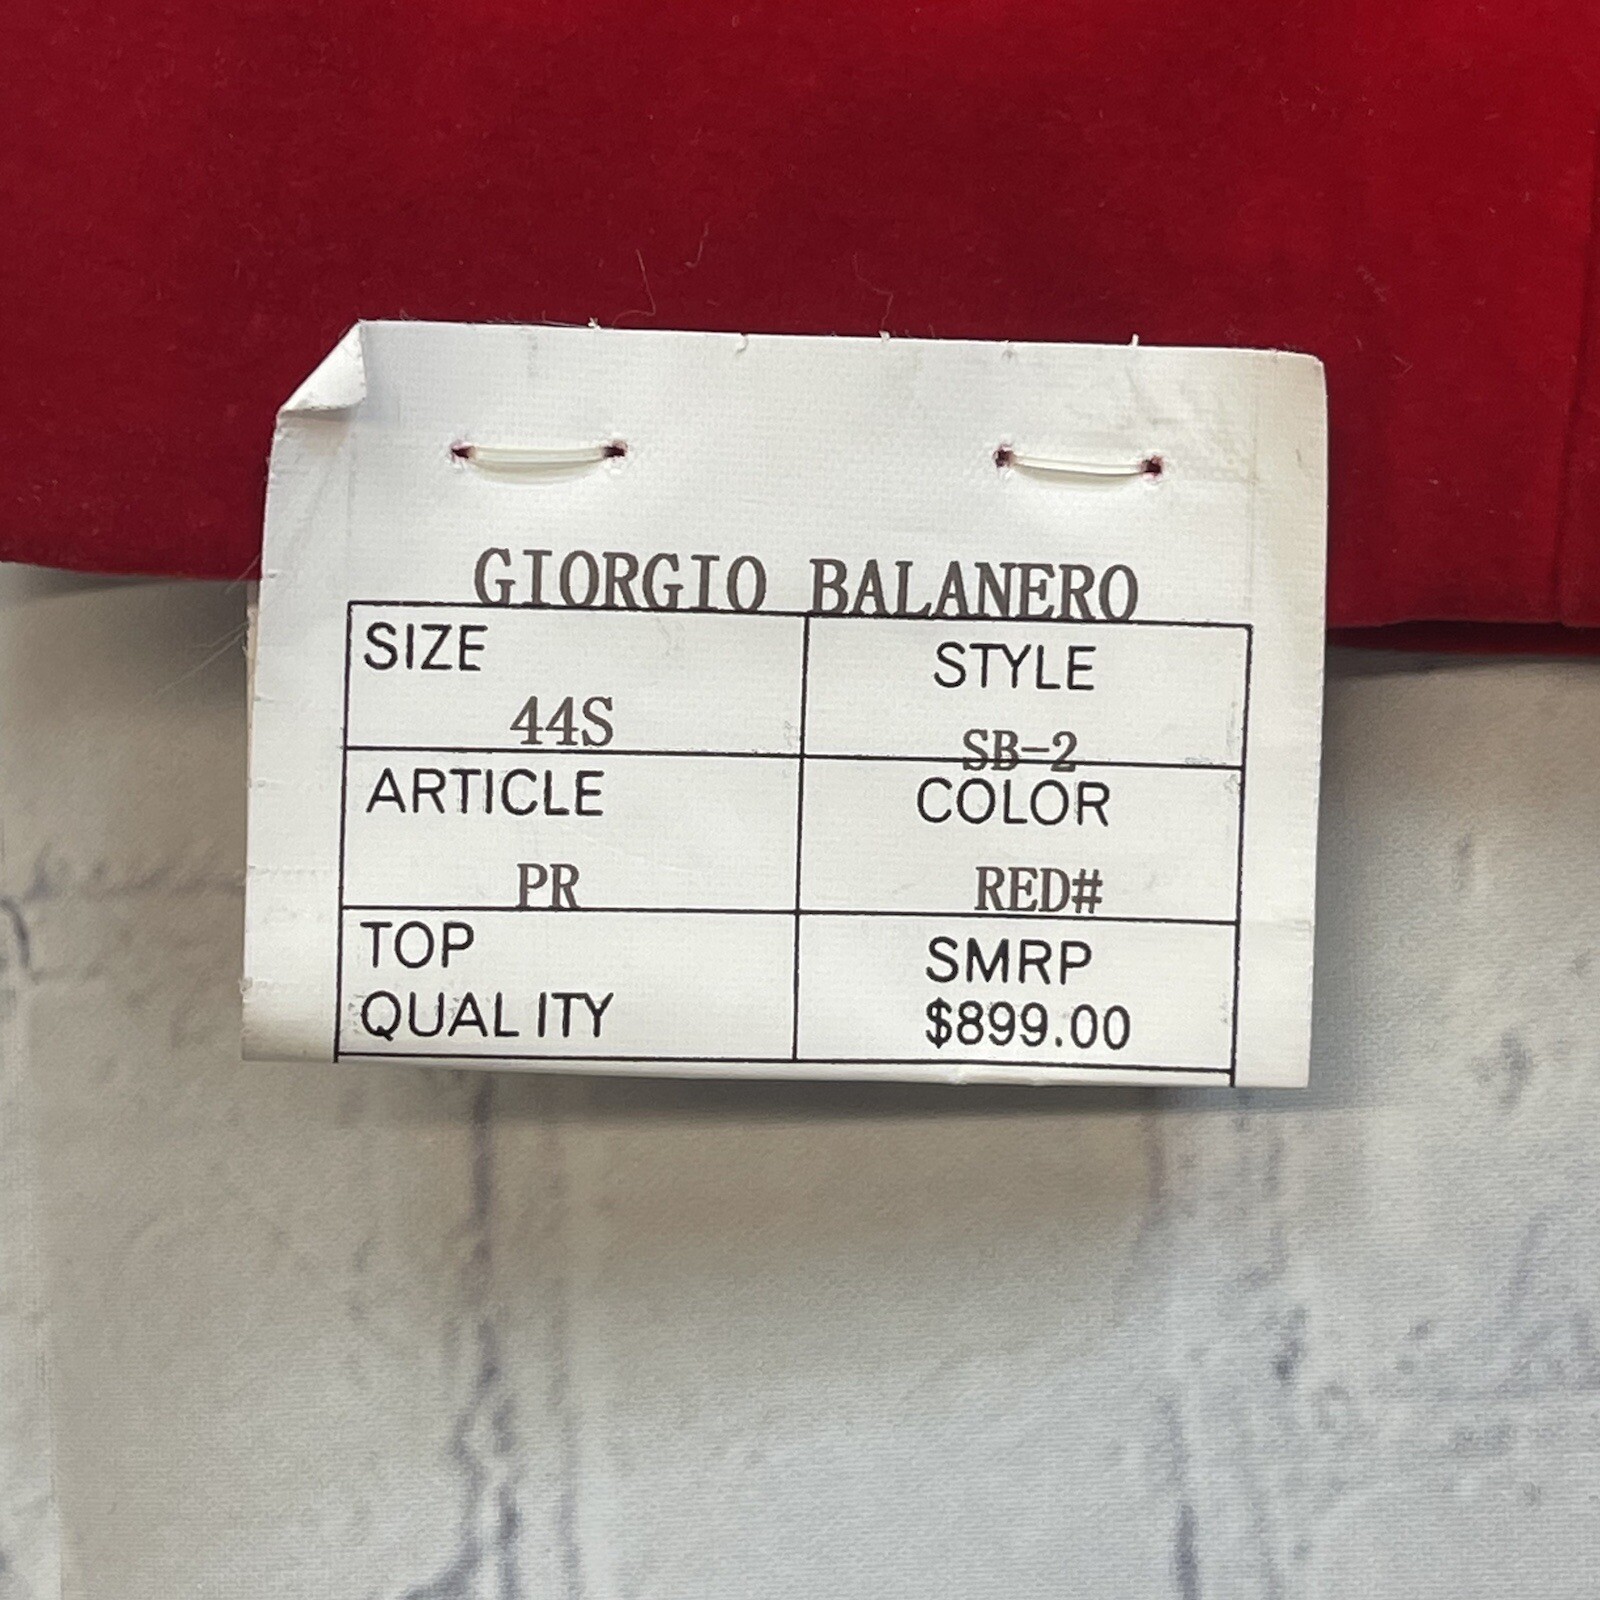 GIORGIO BALANERO
SIZE
44S
STYLE
SB-2
ARTICLE
PR
COLOR
RED#
TOP
QUALITY
SMRP
$899.00